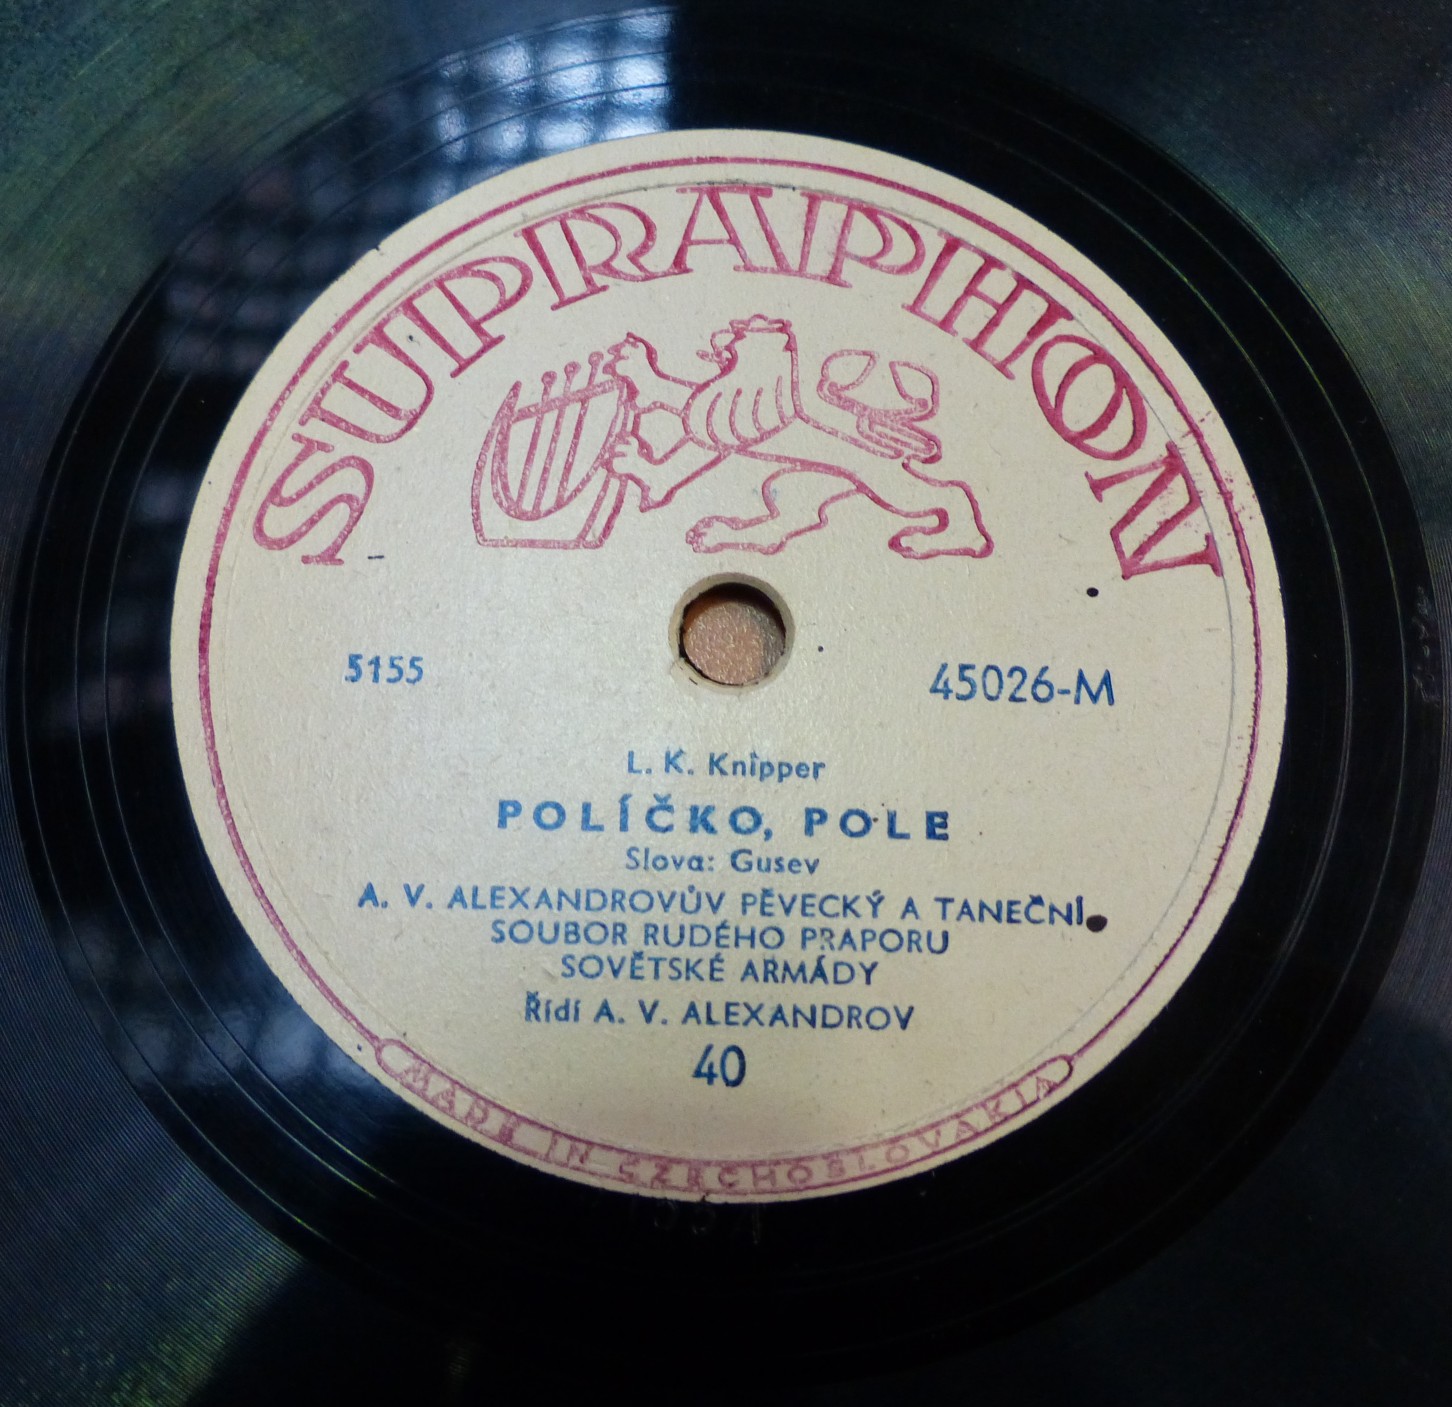 SUPRAPHON
5155
45026-M
L. K. Knipper
POLÍČKO, POLE
Slova: Gusev
A. V. ALEXANDROVŮV PĚVECKÝ A TANEČNÍ
SOUBOR RUDÉHO PRAPORU
SOVĚTSKÉ ARMÁDY
Řídí A. V. ALEXANDROV
40
MADE IN CZECHOSLOVAKIA